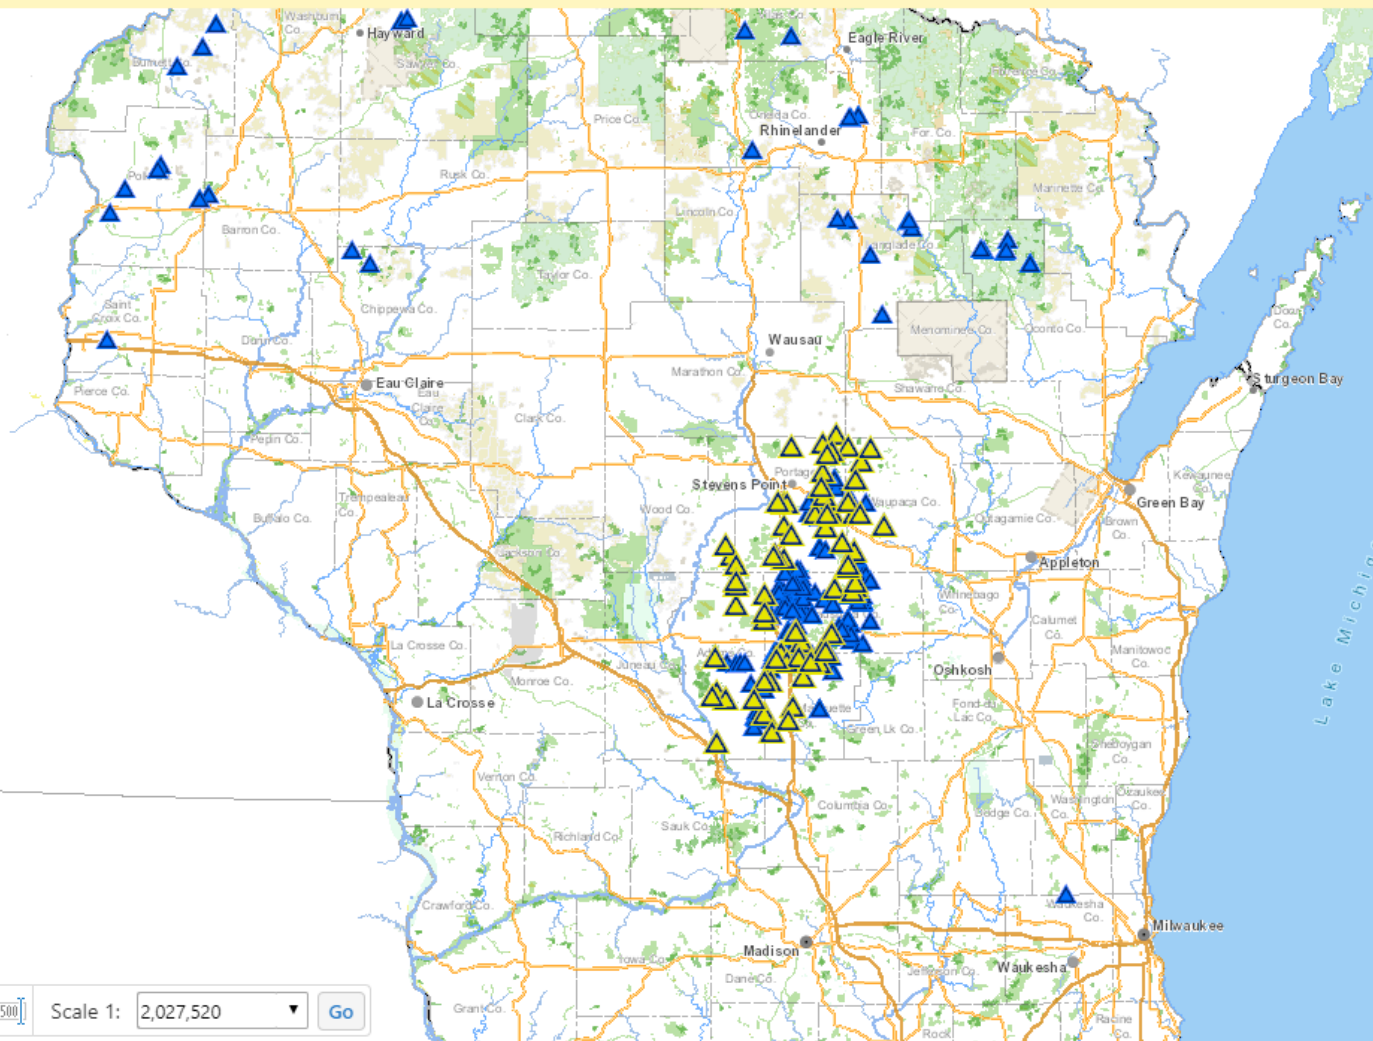 Washburn
Co.
Hayward
Sawyer Co.
Burnett Co.
Vilas Co.
Eagle River
Florence Co.
Price Co.
Oneida Co.
Rhinelander
For. Co.
Polk
Rusk Co.
Marinette Co.
Lincoln Co.
Barron Co.
Langlade Co.
Taylor Co.
Saint
Croix Co.
Chippewa Co.
Door
Co.
Menominee Co.
Oconto Co.
Dunn Co.
Wausau
Marathon Co.
Pierce Co.
Eau Claire
Eau
Claire
Co.
Shawano Co.
Sturgeon Bay
Clark Co.
Pepin Co.
Portage
Stevens Point
Kewaunee
Co.
Trempealeau
Co.
Wood Co.
Waupaca Co.
Green Bay
Buffalo Co.
Outagamie Co.
Brown
Co.
Jackson Co.
Appleton
Winnebago
Co.
Calumet
Co.
Lake Michig
La Crosse Co.
Adams Co.
Manitowoc
Co.
Juneau Co.
Oshkosh
Monroe Co.
La Crosse
Marquette
Co.
Fond du
Lac Co.
Green Lk Co.
Sheboygan
Co.
Vernon Co.
Columbia Co.
Dodge Co.
Washington
Co.
Ozaukee
Co.
Sauk Co.
Richland Co.
Crawford Co.
Waukesha
Co.
Milwaukee
Madison
Iowa Co.
Dane Co.
Jefferson Co.
Waukesha
Grant Co.
500
Scale 1:
2,027,520
Go
Racine
Co.
Rock